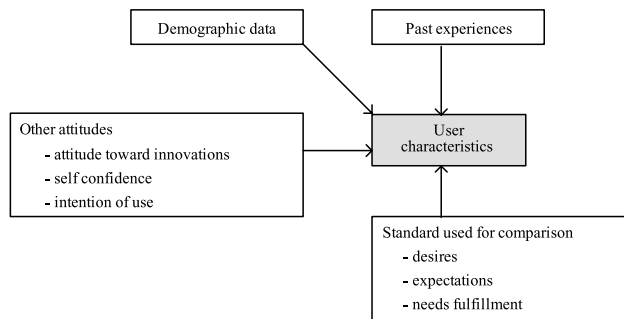 Demographic data
Past experiences
Other attitudes
- attitude toward innovations
- self confidence
- intention of use
User
characteristics
Standard used for comparison
- desires
- expectations
- needs fulfillment